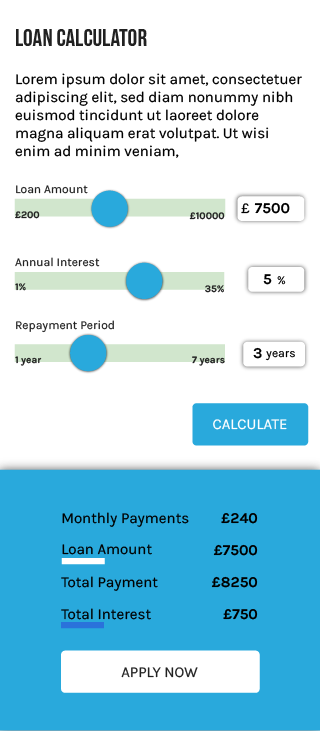 LOAN CALCULATOR
Lorem ipsum dolor sit amet, consectetuer
adipiscing elit, sed diam nonummy nibh
euismod tincidunt ut laoreet dolore
magna aliquam erat volutpat. Ut wisi
enim ad minim veniam,
Loan Amount
£200 £10000 £ 7500
Annual Interest
1% 35% 5 %
Repayment Period
1 year 7 years 3 years
CALCULATE
Monthly Payments £240
Loan Amount £7500
Total Payment £8250
Total Interest £750
APPLY NOW